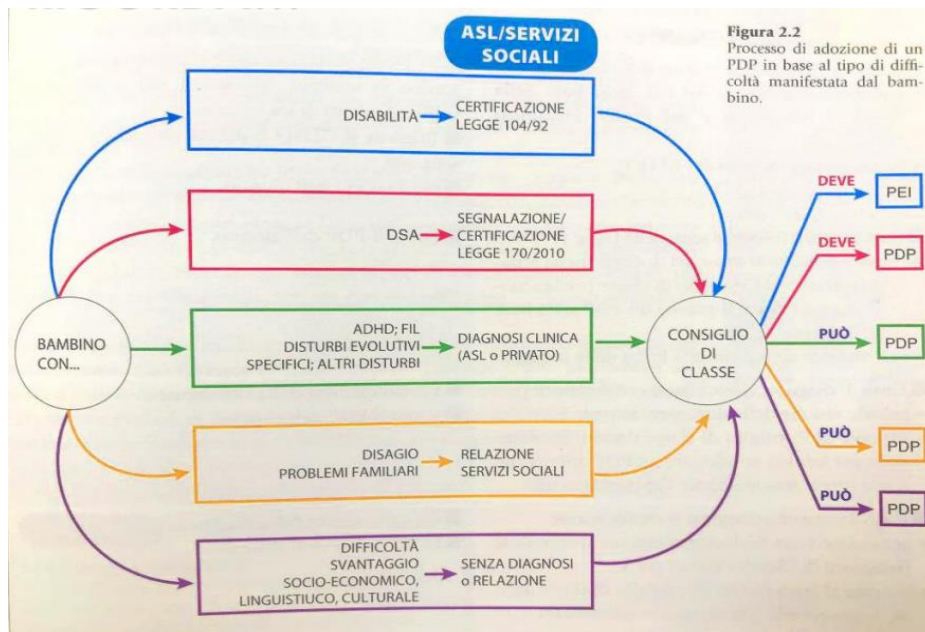 ASL/SERVIZI
SOCIALI
Figura 2.2
Processo di adozione di un
PDP in base al tipo di diffi-
coltà manifestata dal bam-
bino.
BAMBINO
CON...
DISABILITÀ
CERTIFICAZIONE
LEGGE 104/92
DSA
SEGNALAZIONE/
CERTIFICAZIONE
LEGGE 170/2010
ADHD; FIL
DISTURBI EVOLUTIVI
SPECIFICI; ALTRI DISTURBI
DIAGNOSI CLINICA
(ASL o PRIVATO)
DISAGIO
PROBLEMI FAMILIARI
RELAZIONE
SERVIZI SOCIALI
DIFFICOLTÀ
SVANTAGGIO
SOCIO-ECONOMICO,
LINGUISTIUCO, CULTURALE
SENZA DIAGNOSI
o RELAZIONE
CONSIGLIO
DI
CLASSE
DEVE
PEI
DEVE
PDP
PUÒ
PDP
PUÒ
PDP
PUÒ
PDP